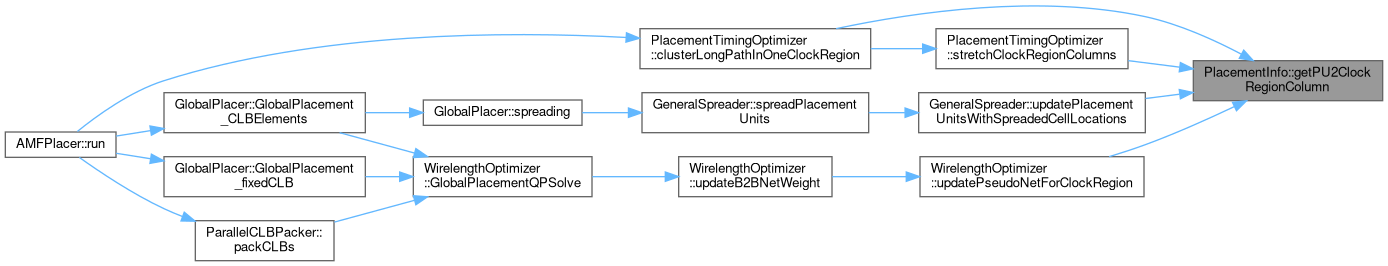 PlacementTimingOptimizer
::clusterLongPathInOneClockRegion
PlacementTimingOptimizer
::stretchClockRegionColumns
PlacementInfo::getPU2Clock
RegionColumn
GlobalPlacer::GlobalPlacement
_CLBElements
GlobalPlacer::spreading
GeneralSpreader::spreadPlacement
Units
GeneralSpreader::updatePlacement
UnitsWithSpreadedCellLocations
AMFPlacer::run
GlobalPlacer::GlobalPlacement
_fixedCLB
WirelengthOptimizer
::GlobalPlacementQPSolve
WirelengthOptimizer
::updateB2BNetWeight
WirelengthOptimizer
::updatePseudoNetForClockRegion
ParallelCLBPacker::
packCLBs